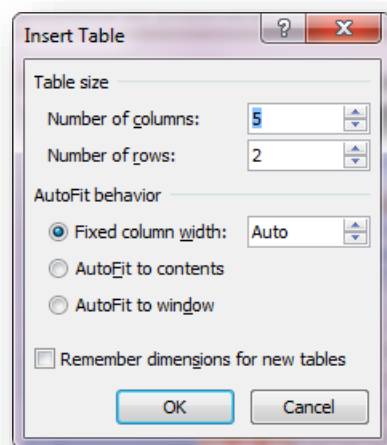 Insert Table
Table size
Number of columns: 5
Number of rows: 2
AutoFit behavior
Fixed column width: Auto
AutoFit to contents
AutoFit to window
Remember dimensions for new tables
OK Cancel